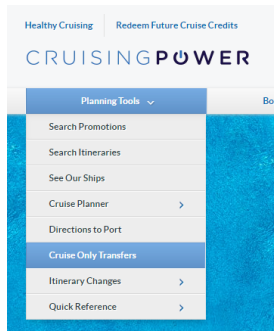 Healthy Cruising Redeem Future Cruise Credits
CRUISINGPOWER
Planning Tools Bo
Search Promotions
Search Itineraries
See Our Ships
Cruise Planner
Directions to Port
Cruise Only Transfers
Itinerary Changes
Quick Reference